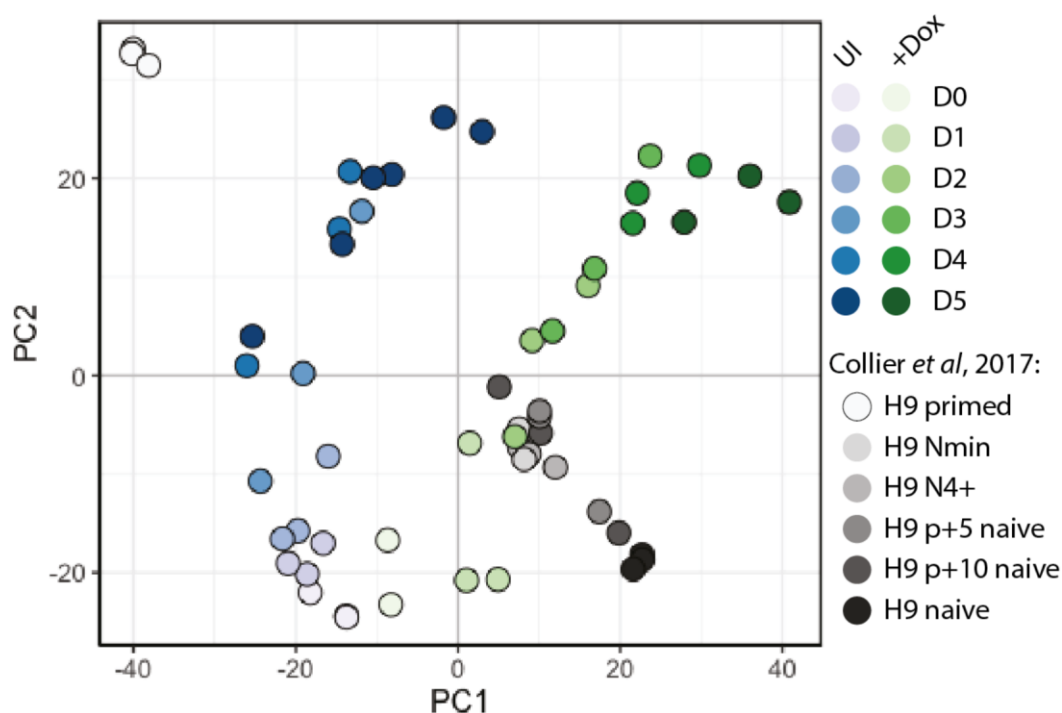 PC2
20
0
-20
-40
-20
0
20
40
PC1
UI
+Dox
D0
D1
D2
D3
D4
D5
Collier et al, 2017:
H9 primed
H9 Nmin
H9 N4+
H9 p+5 naive
H9 p+10 naive
H9 naive